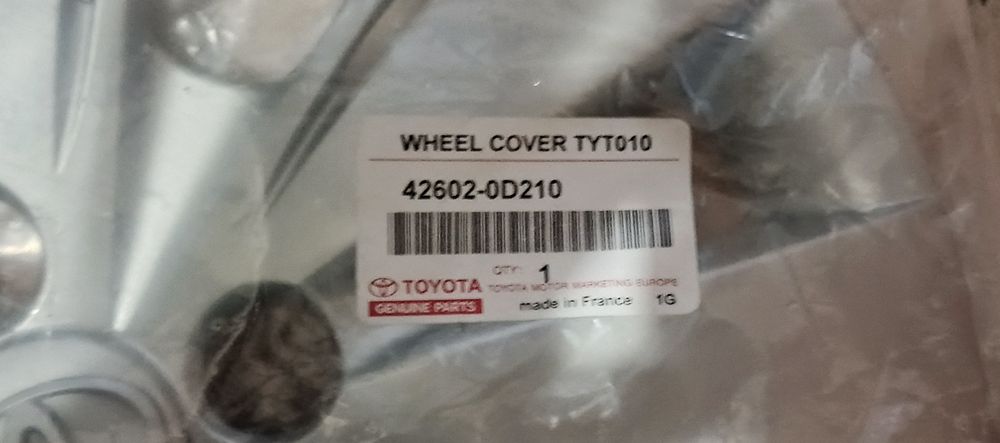 WHEEL COVER TYT010
42602-0D210
QTY: 1
TOYOTA TOYOTA MOTOR MARKETING EUROPE
GENUINE PARTS made in France 1G